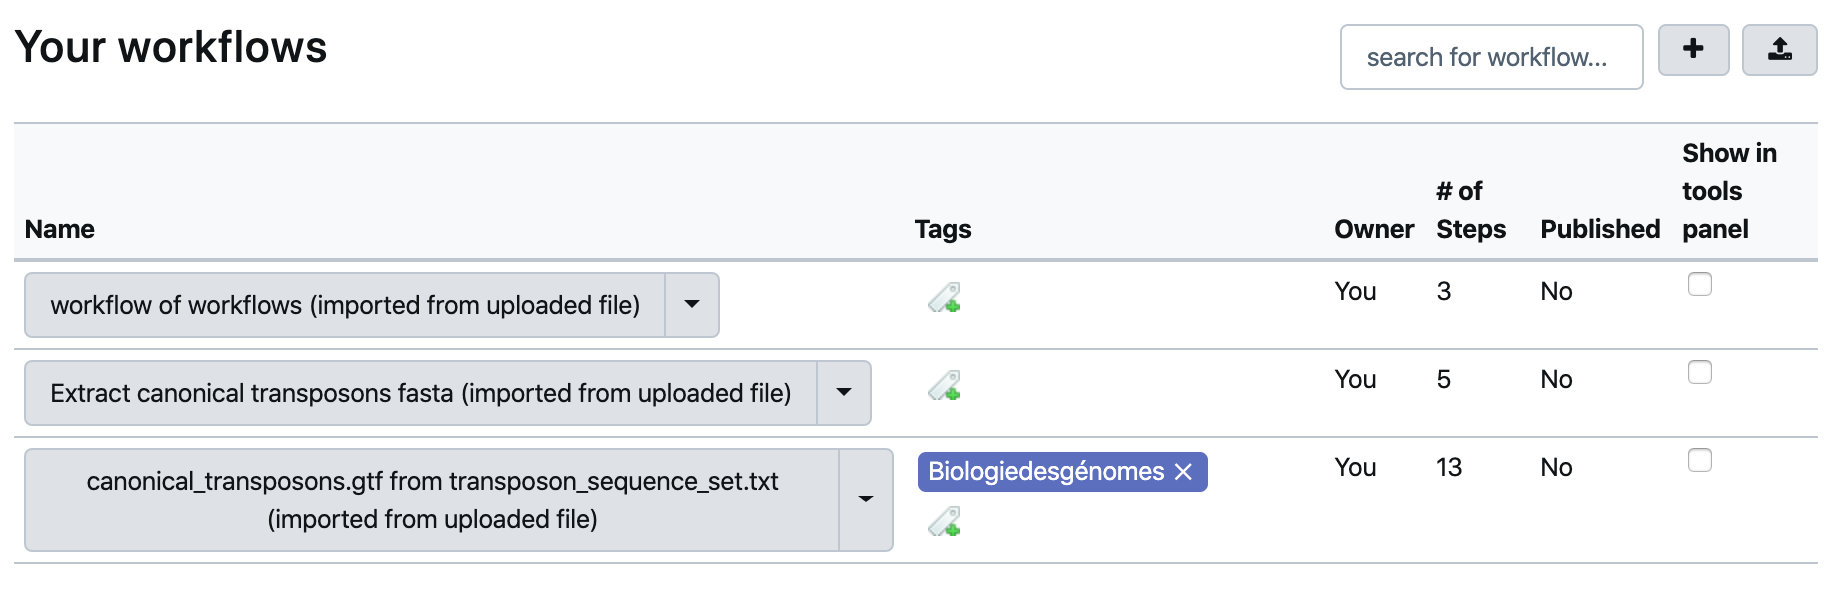 Your workflows
search for workflow...
Name Tags Owner # of Steps Published Show in tools panel
workflow of workflows (imported from uploaded file) You 3 No
Extract canonical transposons fasta (imported from uploaded file) You 5 No
canonical_transposons.gtf from transposon_sequence_set.txt
(imported from uploaded file)
Biologiedesgénomes
You 13 No